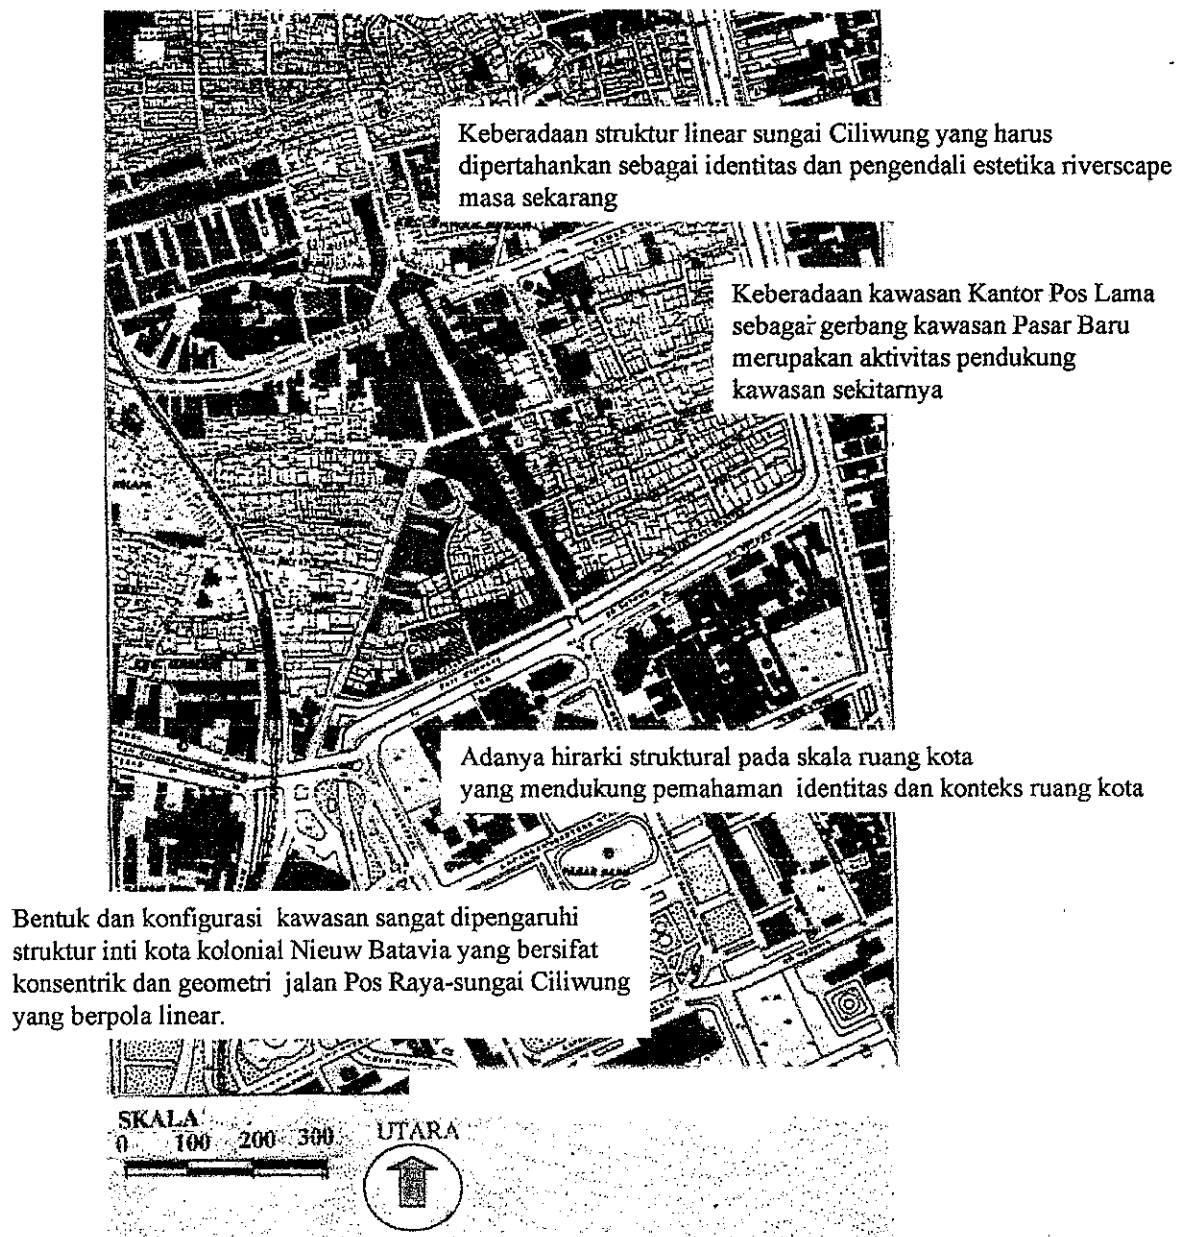 Keberadaan struktur linear sungai Ciliwung yang harus
dipertahankan sebagai identitas dan pengendali estetika riverscape
masa sekarang
Keberadaan kawasan Kantor Pos Lama
sebagai gerbang kawasan Pasar Baru
merupakan aktivitas pendukung
kawasan sekitarnya
Adanya hirarki struktural pada skala ruang kota
yang mendukung pemahaman identitas dan konteks ruang kota
PASAR BARU
Bentuk dan konfigurasi kawasan sangat dipengaruhi
struktur inti kota kolonial Nieuw Batavia yang bersifat
konsentrik dan geometri jalan Pos Raya-sungai Ciliwung
yang berpola linear.
SKALA
0 100 200 300
UTARA